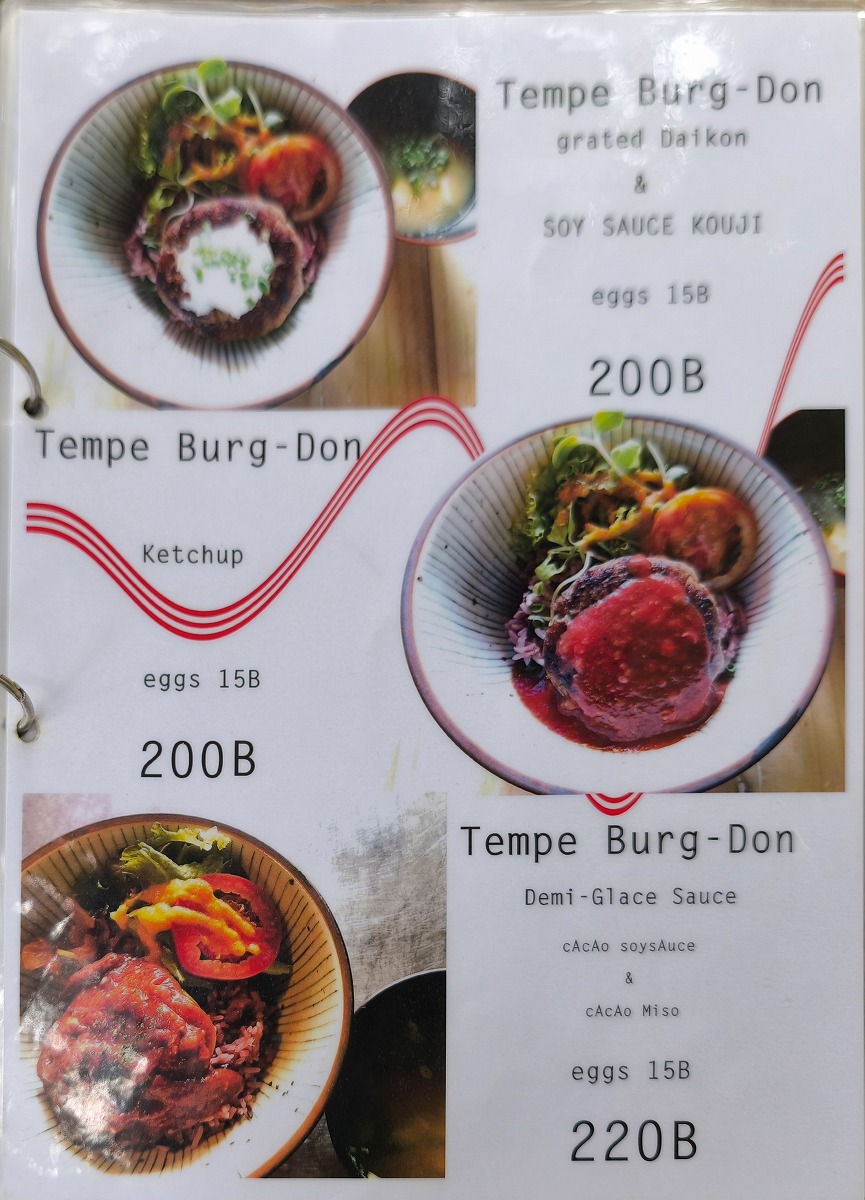 Tempe Burg-Don
grated Daikon
&
SOY SAUCE KOUJI
eggs 15B
200B
Tempe Burg-Don
Ketchup
eggs 15B
200B
Tempe Burg-Don
Demi-Glace Sauce
cAcAo soysAuce
&
cAcAo Miso
eggs 15B
220B